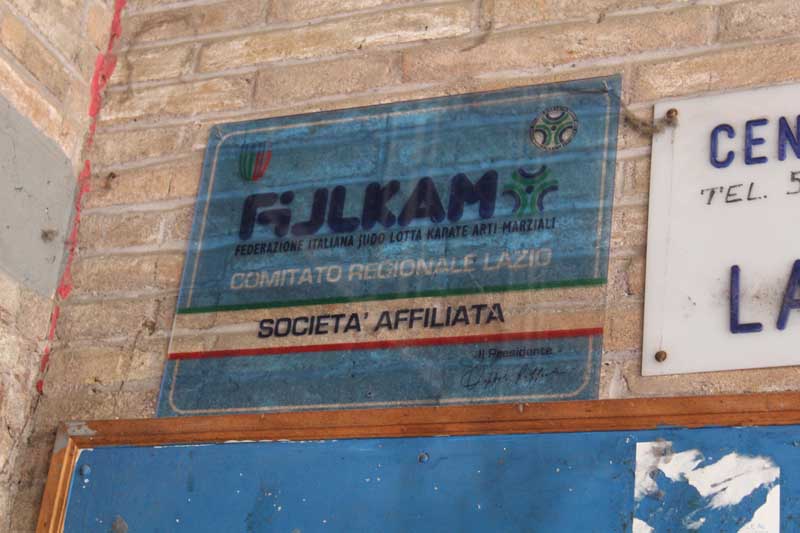 FIJLKAM
FEDERAZIONE ITALIANA JUDO LOTTA KARATE ARTI MARZIALI
COMITATO REGIONALE LAZIO
SOCIETA' AFFILIATA
Il Presidente
CEN
TEL. 5
LA